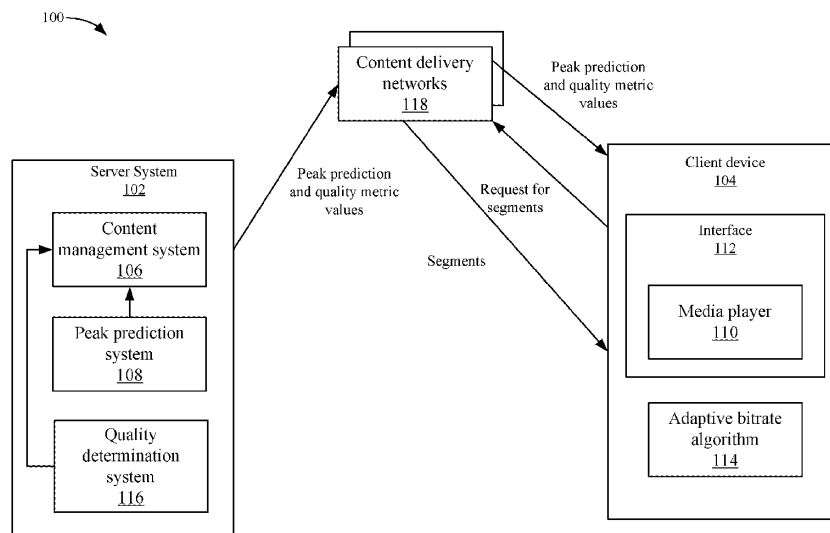 100
Content delivery
networks
118
Peak prediction
and quality metric
values
Server System
102
Content
management system
106
Peak prediction
system
108
Quality
determination system
116
Peak prediction
and quality metric
values
Request for
segments
Segments
Client device
104
Interface
112
Media player
110
Adaptive bitrate
algorithm
114